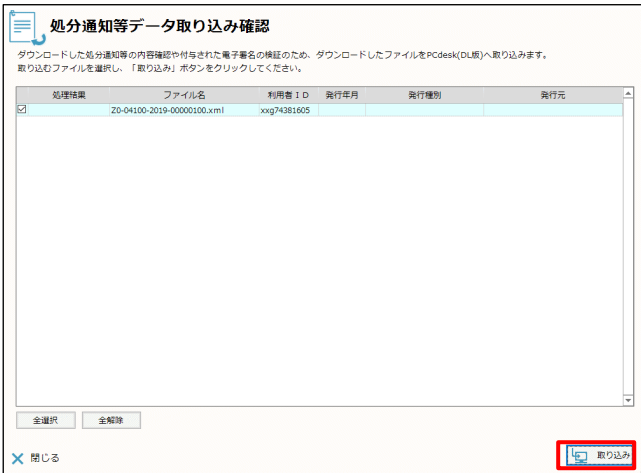 処分通知等データ取り込み確認
ダウンロードした処分通知等の内容確認や付与された電子署名の検証のため、ダウンロードしたファイルをPCdesk(DL版)へ取り込みます。
取り込むファイルを選択し、「取り込み」ボタンをクリックしてください。
処理結果 ファイル名 利用者ID 発行年月 発行種別 発行元
Z0-04100-2019-00000100.xml xxg74381605
全選択 全解除
閉じる 取り込み